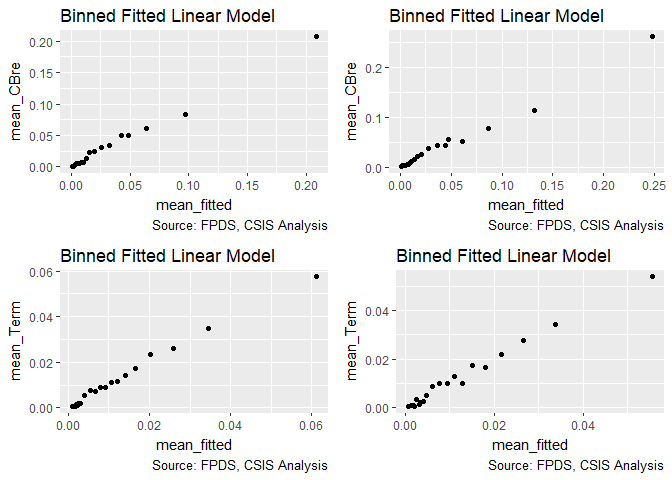 Binned Fitted Linear Model
mean_CBre
0.20
0.15
0.10
0.05
0.00
0.00 0.05 0.10 0.15 0.20
mean_fitted
Source: FPDS, CSIS Analysis
Binned Fitted Linear Model
mean_CBre
0.2
0.1
0.0
0.00 0.05 0.10 0.15 0.20 0.25
mean_fitted
Source: FPDS, CSIS Analysis
Binned Fitted Linear Model
mean_Term
0.06
0.04
0.02
0.00
0.00 0.02 0.04 0.06
mean_fitted
Source: FPDS, CSIS Analysis
Binned Fitted Linear Model
mean_Term
0.04
0.02
0.00
0.00 0.02 0.04
mean_fitted
Source: FPDS, CSIS Analysis